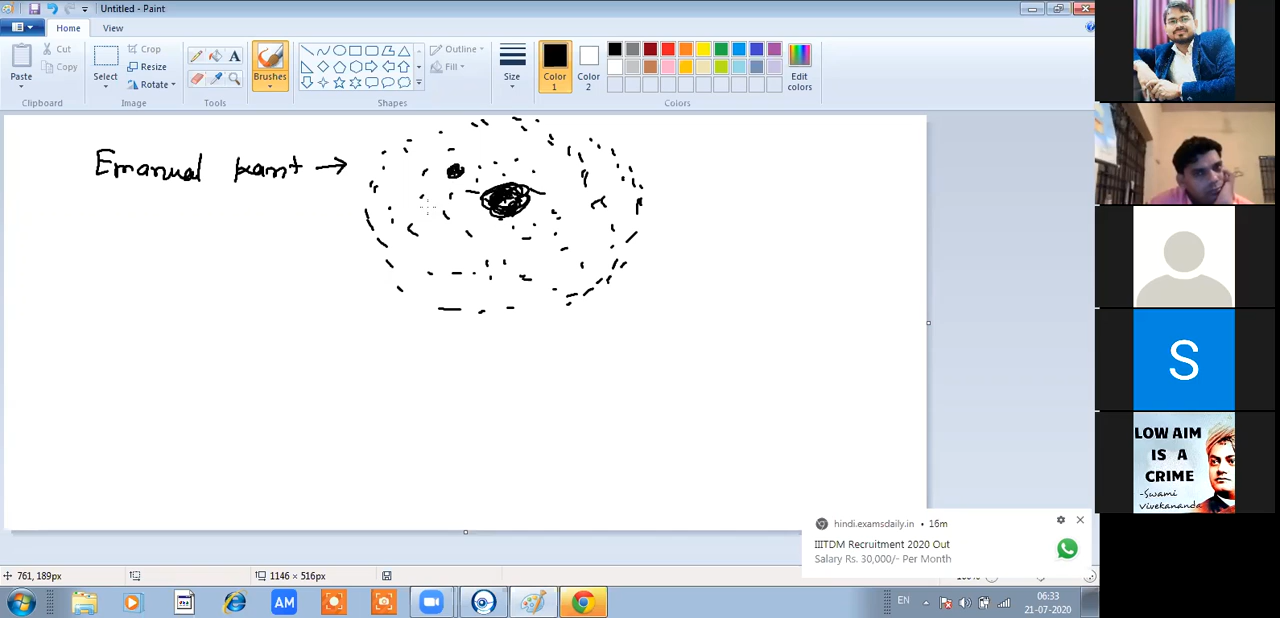 Untitled - Paint
Home
View
Cut
Copy
Paste
Clipboard
Crop
Resize
Rotate
Select
Image
Tools
Brushes
Outline
Fill
Shapes
Size
Color 1
Color 2
Edit colors
Colors
Emanual kant →
S
LOW AIM
IS A
CRIME
-Swami
Vivekananda
hindi.examsdaily.in • 16m
IIITDM Recruitment 2020 Out
Salary Rs. 30,000/- Per Month
761, 189px
1146 × 516px
100%
AM
EN
06:33
21-07-2020